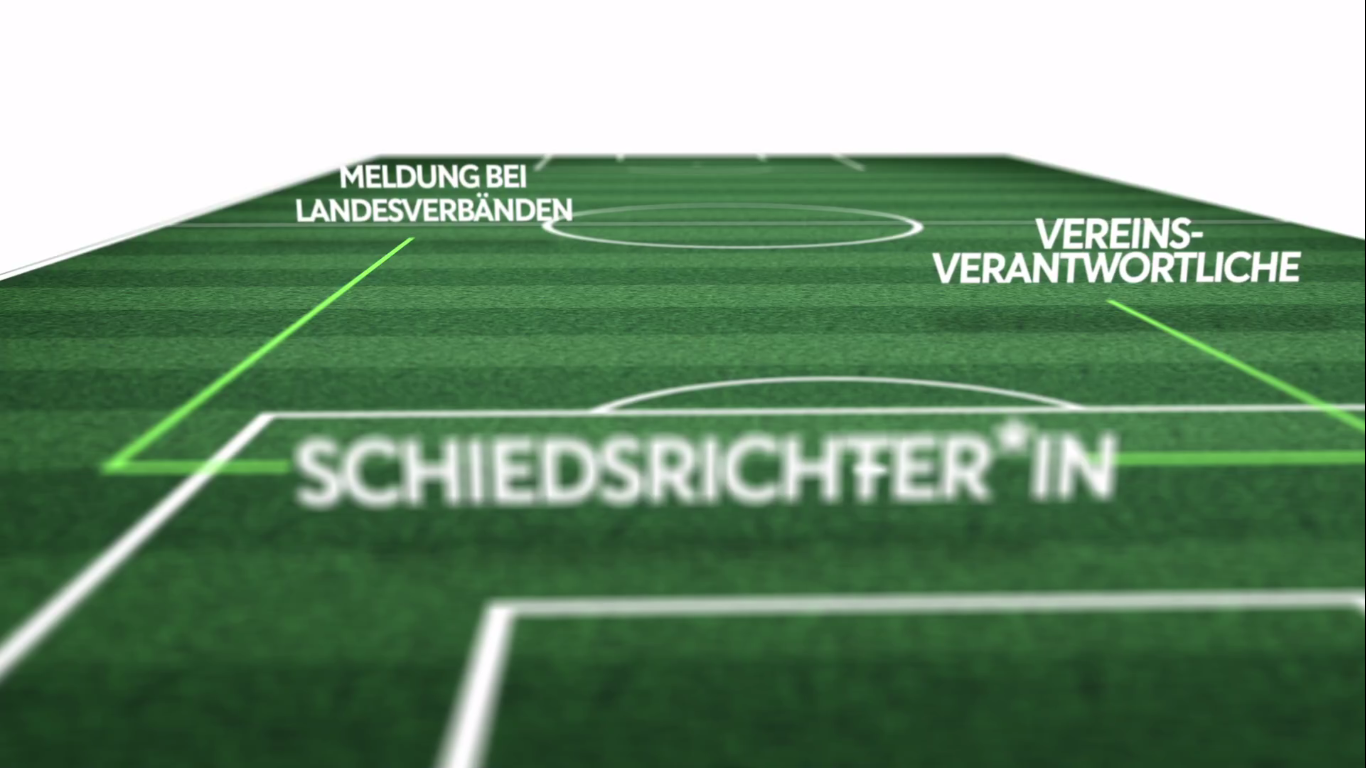 MELDUNG BEI
LANDESVERBÄNDEN
VEREINS-
VERANTWORTLICHE
SCHIEDSRICHTER*IN